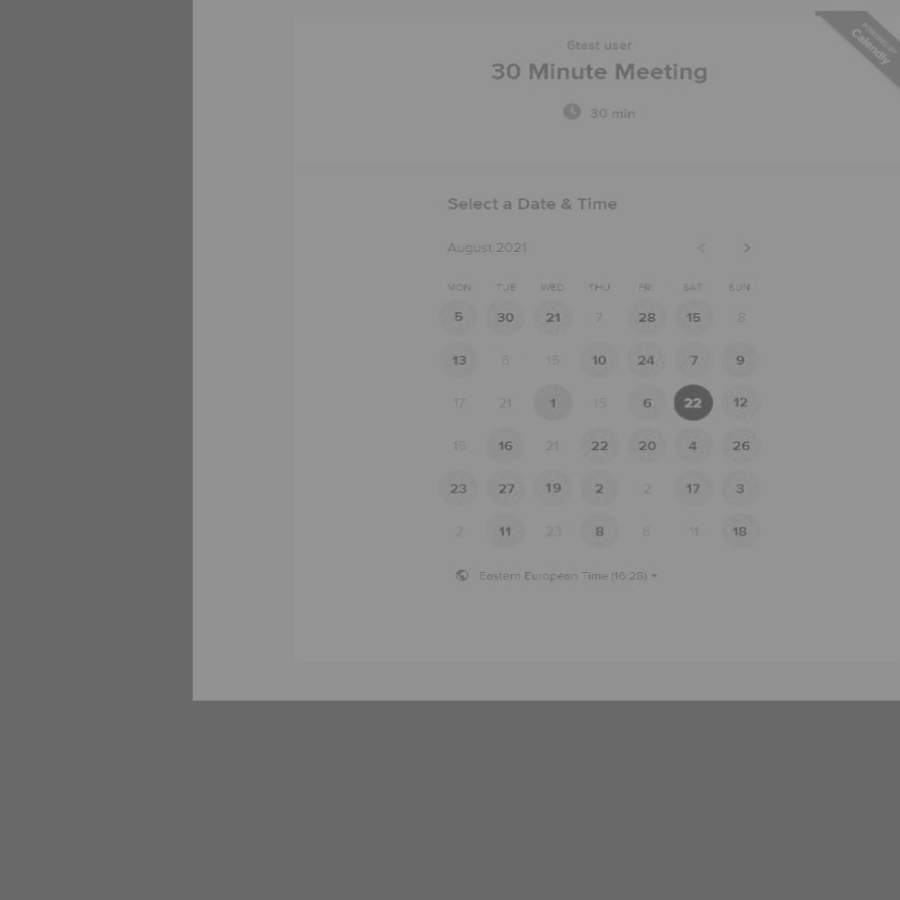 POWERED BY
Calendly
6test user
30 Minute Meeting
30 min
Select a Date & Time
August 2021
MON TUE WED THU FRI SAT SUN
5 30 21 7 28 15 8
13 6 15 10 24 7 9
17 21 1 15 6 22 12
15 16 21 22 20 4 26
23 27 19 2 2 17 3
2 11 23 8 6 11 18
Eastern European Time (16:28)